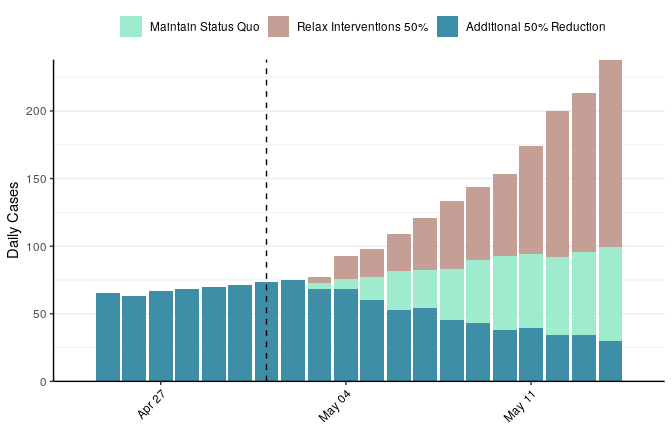 Maintain Status Quo Relax Interventions 50% Additional 50% Reduction
200
150
100
50
0
Daily Cases
Apr 27 May 04 May 11